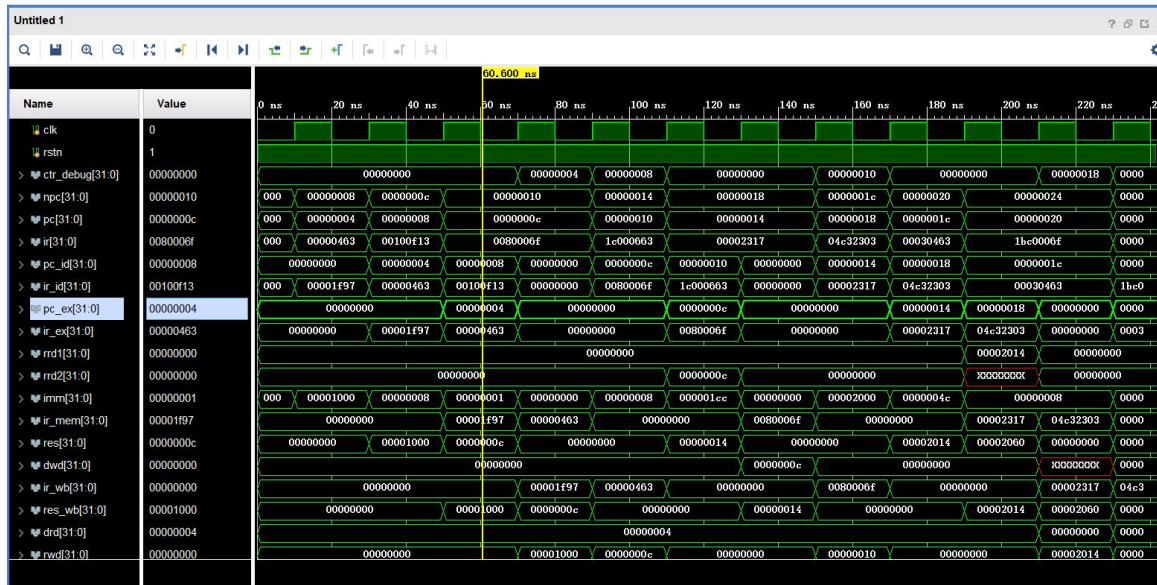 Untitled 1
?
60.600 ns
Name Value 0 ns 20 ns 40 ns 60 ns 80 ns 100 ns 120 ns 140 ns 160 ns 180 ns 200 ns 220 ns 2
clk 0
rstn 1
ctr_debug[31:0] 00000000 00000000 00000004 00000008 00000000 00000010 00000000 00000018 0000
npc[31:0] 00000010 000 00000008 0000000c 00000010 00000014 00000018 0000001c 00000020 00000024 0000
pc[31:0] 0000000c 000 00000004 00000008 0000000c 00000010 00000014 00000018 0000001c 00000020 0000
ir[31:0] 0080006f 000 00000463 00100f13 0080006f 1c000663 00002317 04c32303 00030463 1bc0006f 0000
pc_id[31:0] 00000008 00000000 00000004 00000008 00000000 0000000c 00000010 00000000 00000014 00000018 0000001c 0000
ir_id[31:0] 00100f13 000 00001f97 00000463 00100f13 00000000 0080006f 1c000663 00000000 00002317 04c32303 00030463 1bc0
pc_ex[31:0] 00000004 00000000 00000004 00000000 0000000c 00000000 00000014 00000018 00000000 0000
ir_ex[31:0] 00000463 00000000 00001f97 00000463 00000000 0080006f 00000000 00002317 04c32303 00000000 0003
rrd1[31:0] 00000000 00000000 00002014 00000000
rrd2[31:0] 00000000 00000000 0000000c 00000000 XXXXXXXX 00000000
imm[31:0] 00000001 000 00001000 00000008 00000001 00000000 00000008 000001cc 00000000 00002000 0000004c 00000008 0000
ir_mem[31:0] 00001f97 00000000 00001f97 00000463 00000000 0080006f 00000000 00002317 04c32303 0000
res[31:0] 0000000c 00000000 00001000 0000000c 00000000 00000014 00000000 00002014 00002060 00000000 0000
dwd[31:0] 00000000 00000000 0000000c 00000000 XXXXXXXX 0000
ir_wb[31:0] 00000000 00000000 00001f97 00000463 00000000 0080006f 00000000 00002317 04c3
res_wb[31:0] 00001000 00000000 00001000 0000000c 00000000 00000014 00000000 00002014 00002060 0000
drd[31:0] 00000004 00000004 00000000 0000
rwd[31:0] 00000000 00000000 00001000 0000000c 00000000 00000010 00000000 00002014 0000